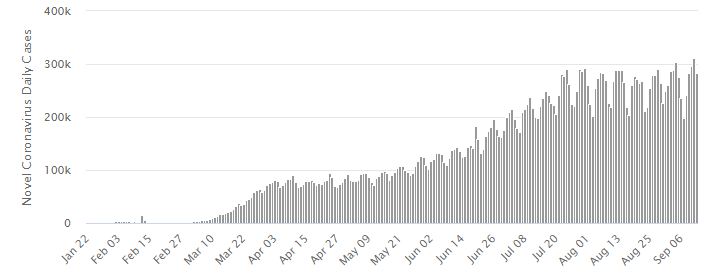 Novel Coronavirus Daily Cases
400k
300k
200k
100k
0
Jan 22
Feb 03
Feb 15
Feb 27
Mar 10
Mar 22
Apr 03
Apr 15
Apr 27
May 09
May 21
Jun 02
Jun 14
Jun 26
Jul 08
Jul 20
Aug 01
Aug 13
Aug 25
Sep 06